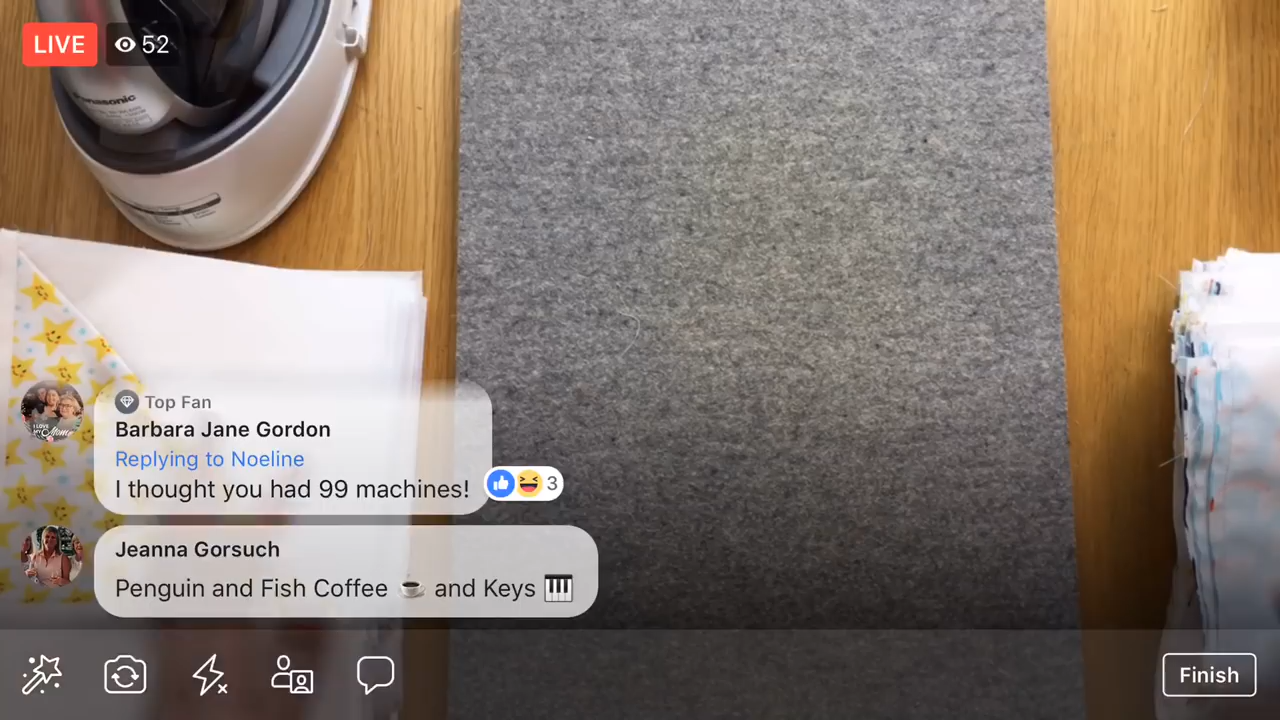 LIVE 52
Panasonic
Top Fan
Barbara Jane Gordon
Replying to Noeline
I thought you had 99 machines!
3
Jeanna Gorsuch
Penguin and Fish Coffee ☕ and Keys 🎹
Finish